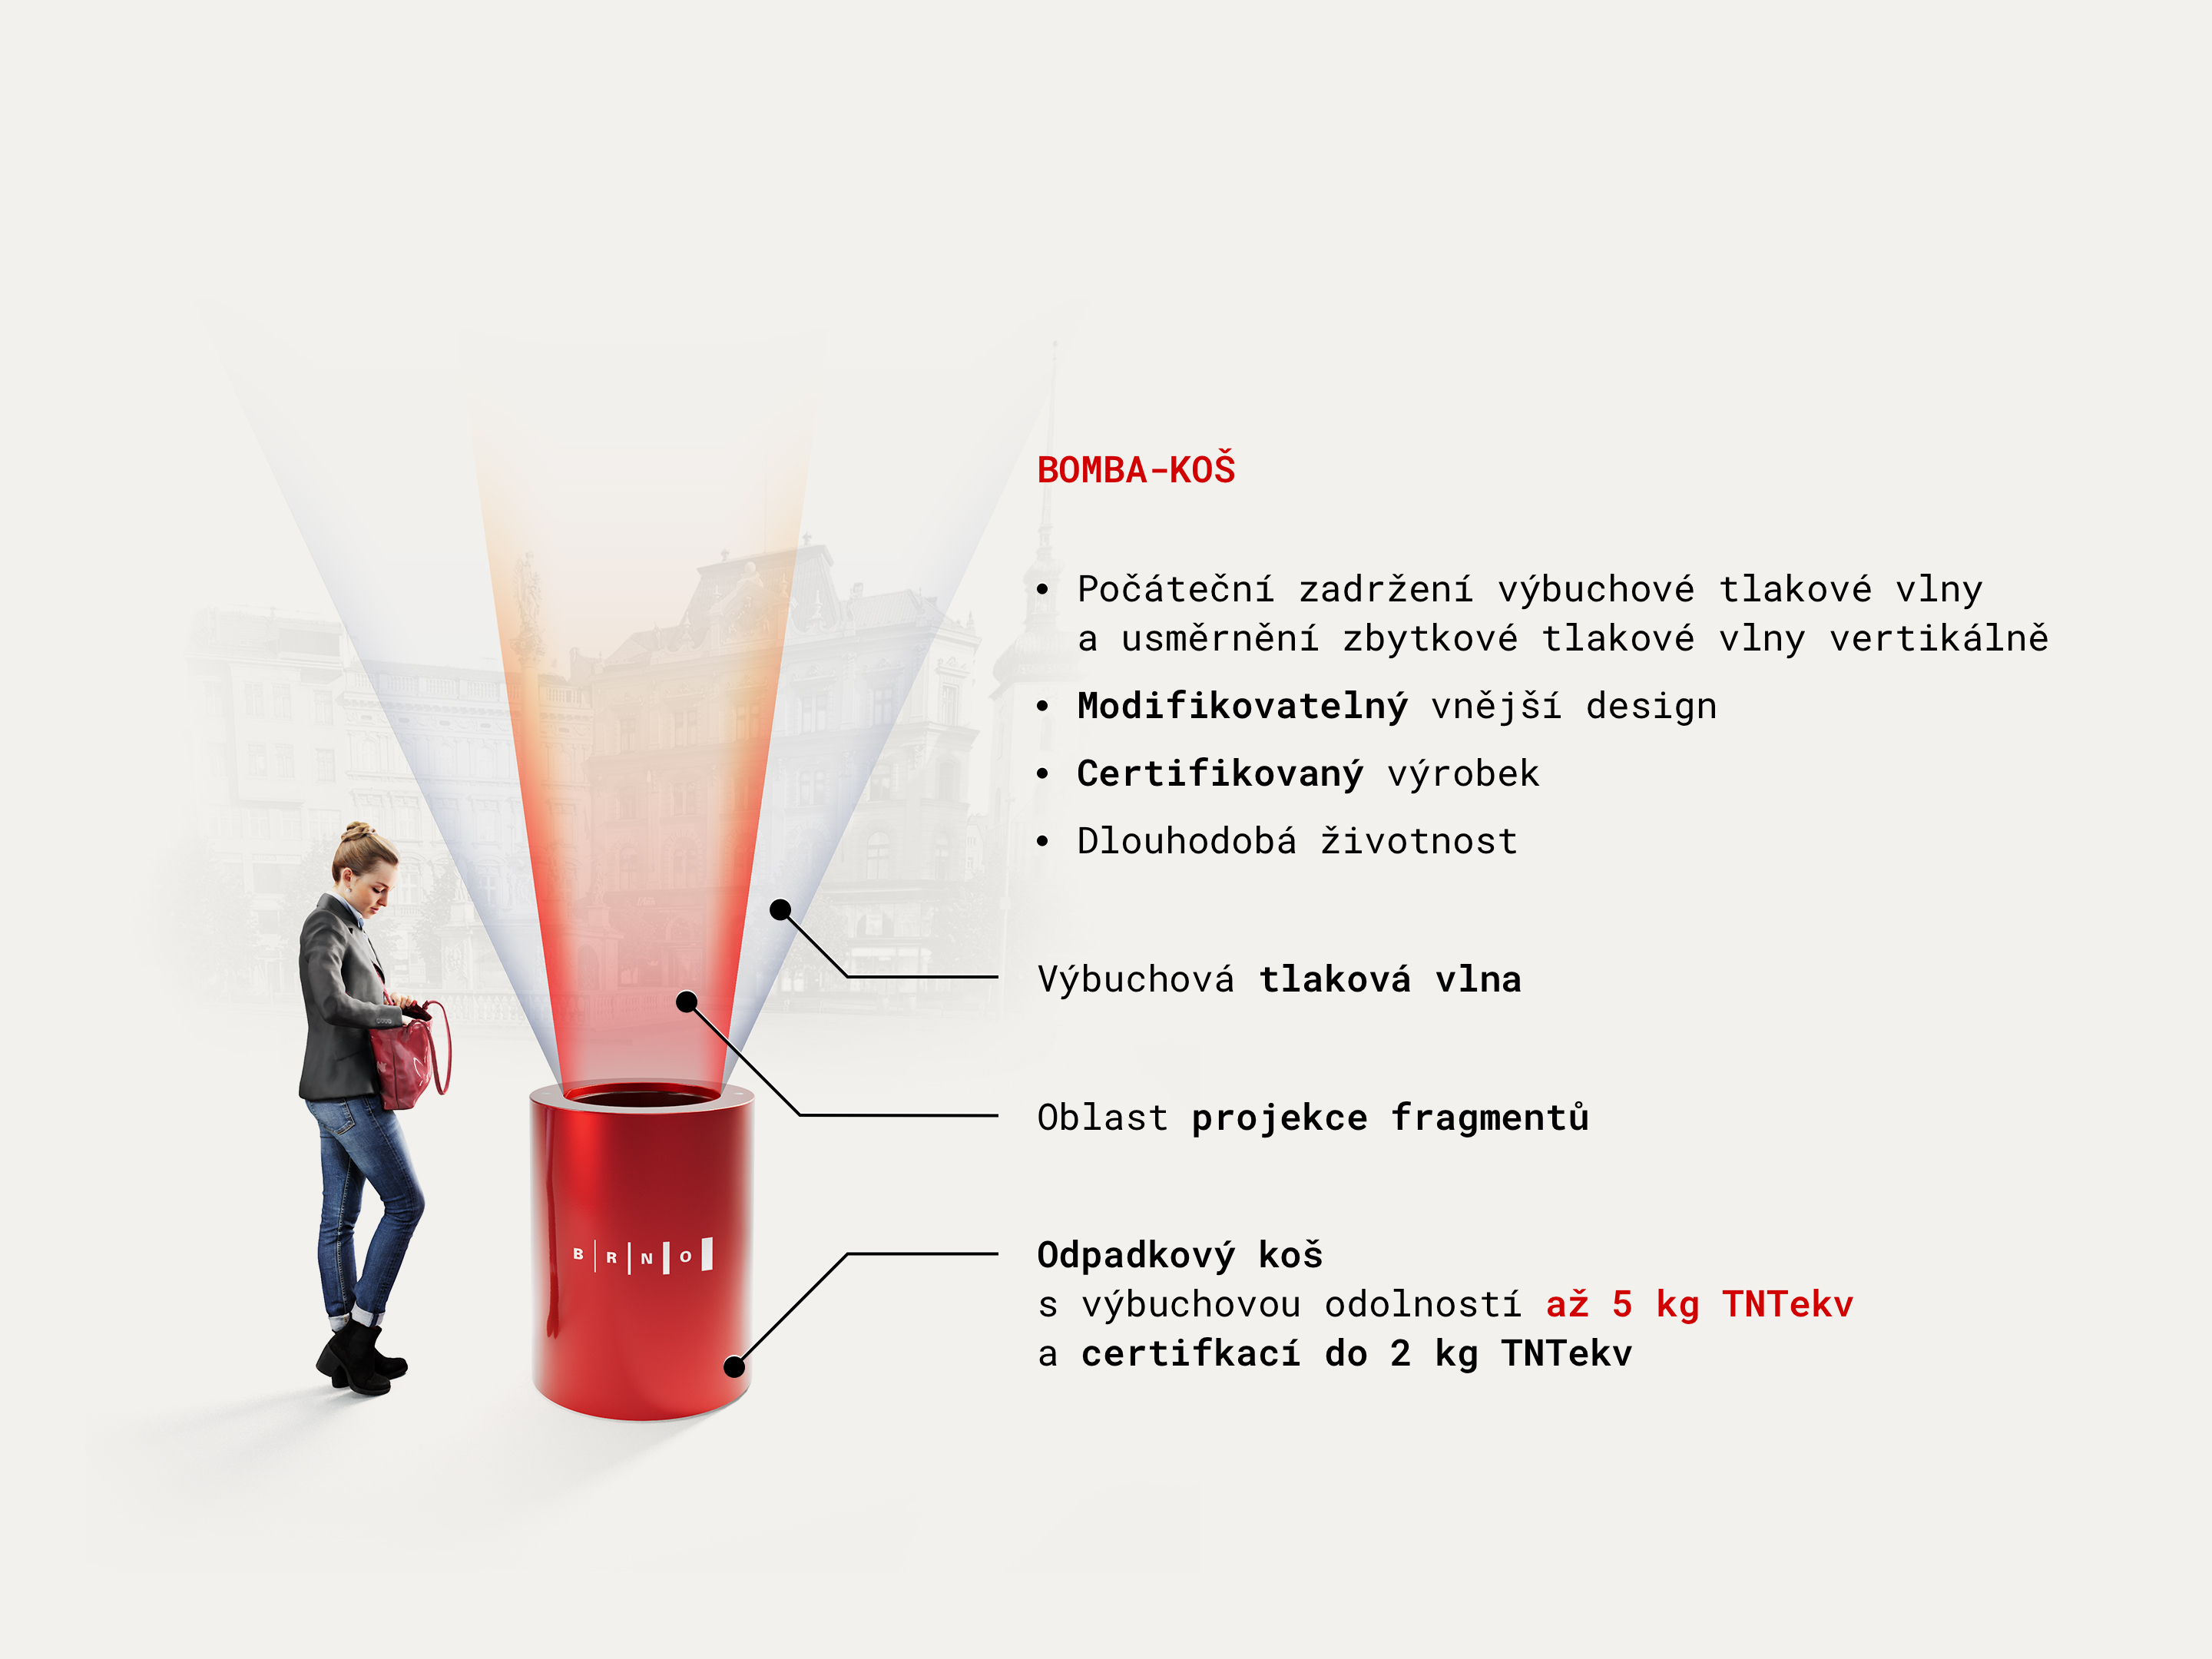 BOMBA-KOŠ
• Počáteční zadržení výbuchové tlakové vlny
a usměrnění zbytkové tlakové vlny vertikálně
• Modifikovatelný vnější design
• Certifikovaný výrobek
• Dlouhodobá životnost
Výbuchová tlaková vlna
Oblast projekce fragmentů
B R N O
Odpadkový koš
s výbuchovou odolností až 5 kg TNTekv
a certifkací do 2 kg TNTekv